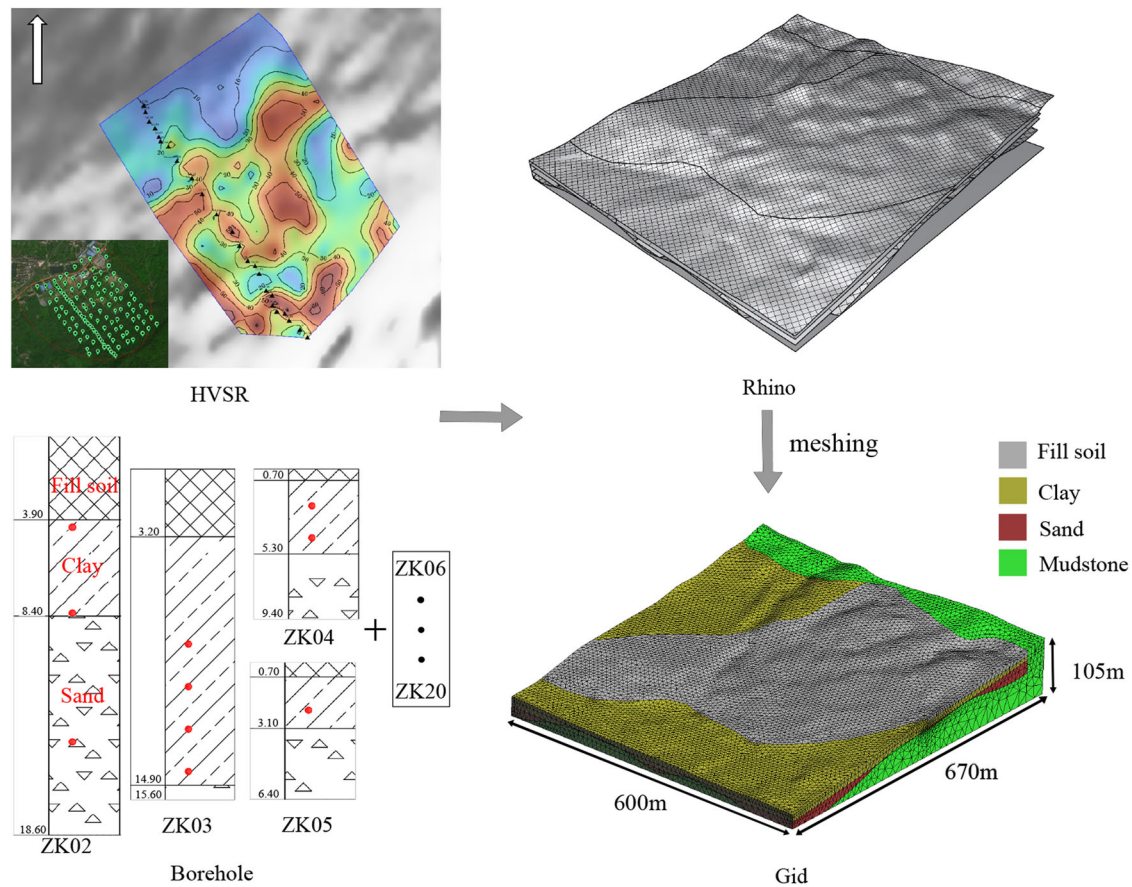 HVSR
Rhino
meshing
Fill soil
Clay
Sand
Mudstone
Fill soil
3.90
Clay
8.40
Sand
18.60
ZK02
3.20
14.90
15.60
ZK03
0.70
5.30
9.40
ZK04
0.70
3.10
6.40
ZK05
+
ZK06
ZK20
Borehole
105m
670m
600m
Gid